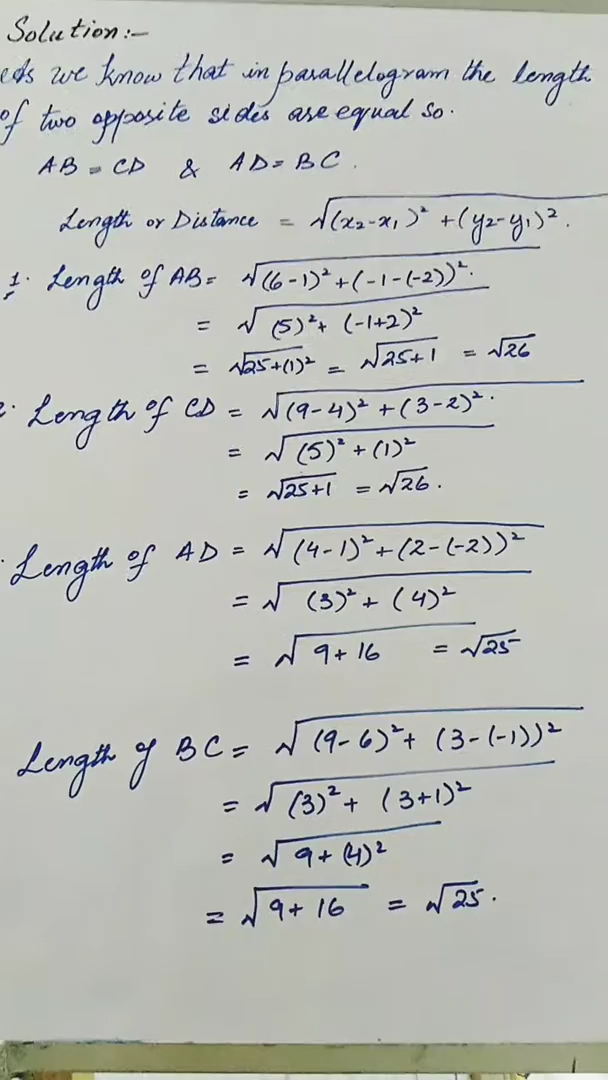 Solution :-
As we know that in parallelogram the length
of two opposite sides are equal so.
AB = CD & AD = BC.
Length or Distance = √(x₂-x₁)² + (y₂-y₁)².
1. Length of AB = √(6-1)² + (-1-(-2))².
= √(5)² + (-1+2)²
= √25+(1)² = √25+1 = √26
2. Length of CD = √(9-4)² + (3-2)².
= √(5)² + (1)²
= √25+1 = √26.
Length of AD = √(4-1)² + (2-(-2))²
= √(3)² + (4)²
= √9+16 = √25
Length of BC = √(9-6)² + (3-(-1))²
= √(3)² + (3+1)²
= √9+(4)²
= √9+16 = √25.